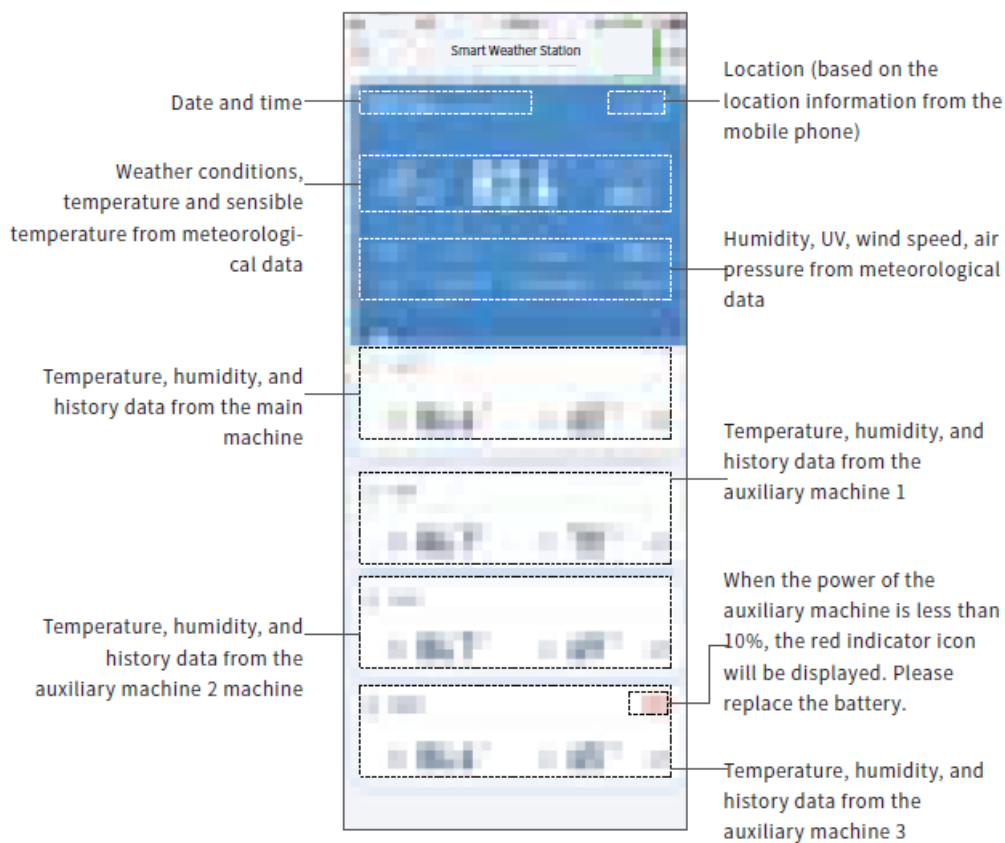 Smart Weather Station
Date and time
Location (based on the
location information from the
mobile phone)
Weather conditions,
temperature and sensible
temperature from meteorologi-
cal data
Humidity, UV, wind speed, air
pressure from meteorological
data
Temperature, humidity, and
history data from the main
machine
Temperature, humidity, and
history data from the
auxiliary machine 1
When the power of the
auxiliary machine is less than
10%, the red indicator icon
will be displayed. Please
replace the battery.
Temperature, humidity, and
history data from the
auxiliary machine 2 machine
Temperature, humidity, and
history data from the
auxiliary machine 3